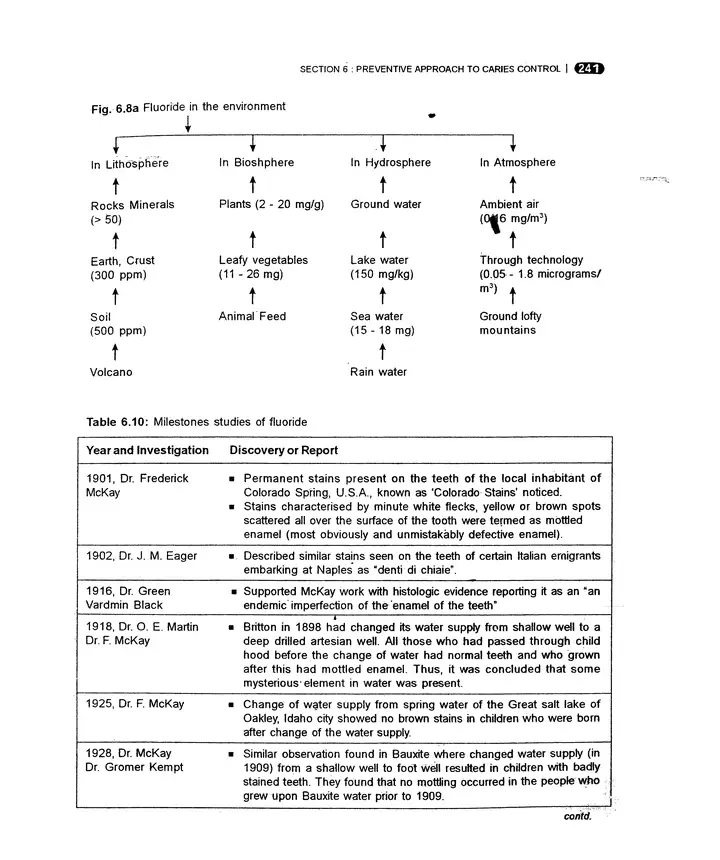 SECTION 6 : PREVENTIVE APPROACH TO CARIES CONTROL | 241
Fig. 6.8a Fluoride in the environment
In Lithosphere In Bioshphere In Hydrosphere In Atmosphere
Rocks Minerals Plants (2 - 20 mg/g) Ground water Ambient air
(> 50) mg/m³)
Earth, Crust Leafy vegetables Lake water Through technology
(300 ppm) (11 - 26 mg) (150 mg/kg) (0.05 - 1.8 micrograms/
m³)
Soil Animal Feed Sea water Ground lofty
(500 ppm) (15 - 18 mg) mountains
Volcano Rain water
Table 6.10: Milestones studies of fluoride
Year and Investigation Discovery or Report
1901, Dr. Frederick
McKay
▪ Permanent stains present on the teeth of the local inhabitant of
Colorado Spring, U.S.A., known as 'Colorado Stains' noticed.
▪ Stains characterised by minute white flecks, yellow or brown spots
scattered all over the surface of the tooth were termed as mottled
enamel (most obviously and unmistakably defective enamel).
1902, Dr. J. M. Eager
▪ Described similar stains seen on the teeth of certain Italian emigrants
embarking at Naples as "denti di chiaie".
1916, Dr. Green
Vardmin Black
▪ Supported McKay work with histologic evidence reporting it as an "an
endemic imperfection of the enamel of the teeth"
1918, Dr. O. E. Martin
Dr. F. McKay
▪ Britton in 1898 had changed its water supply from shallow well to a
deep drilled artesian well. All those who had passed through child
hood before the change of water had normal teeth and who grown
after this had mottled enamel. Thus, it was concluded that some
mysterious element in water was present.
1925, Dr. F. McKay
▪ Change of water supply from spring water of the Great salt lake of
Oakley, Idaho city showed no brown stains in children who were born
after change of the water supply.
1928, Dr. McKay
Dr. Gromer Kempt
▪ Similar observation found in Bauxite where changed water supply (in
1909) from a shallow well to foot well resulted in children with badly
stained teeth. They found that no mottling occurred in the people who
grew upon Bauxite water prior to 1909.
contd.